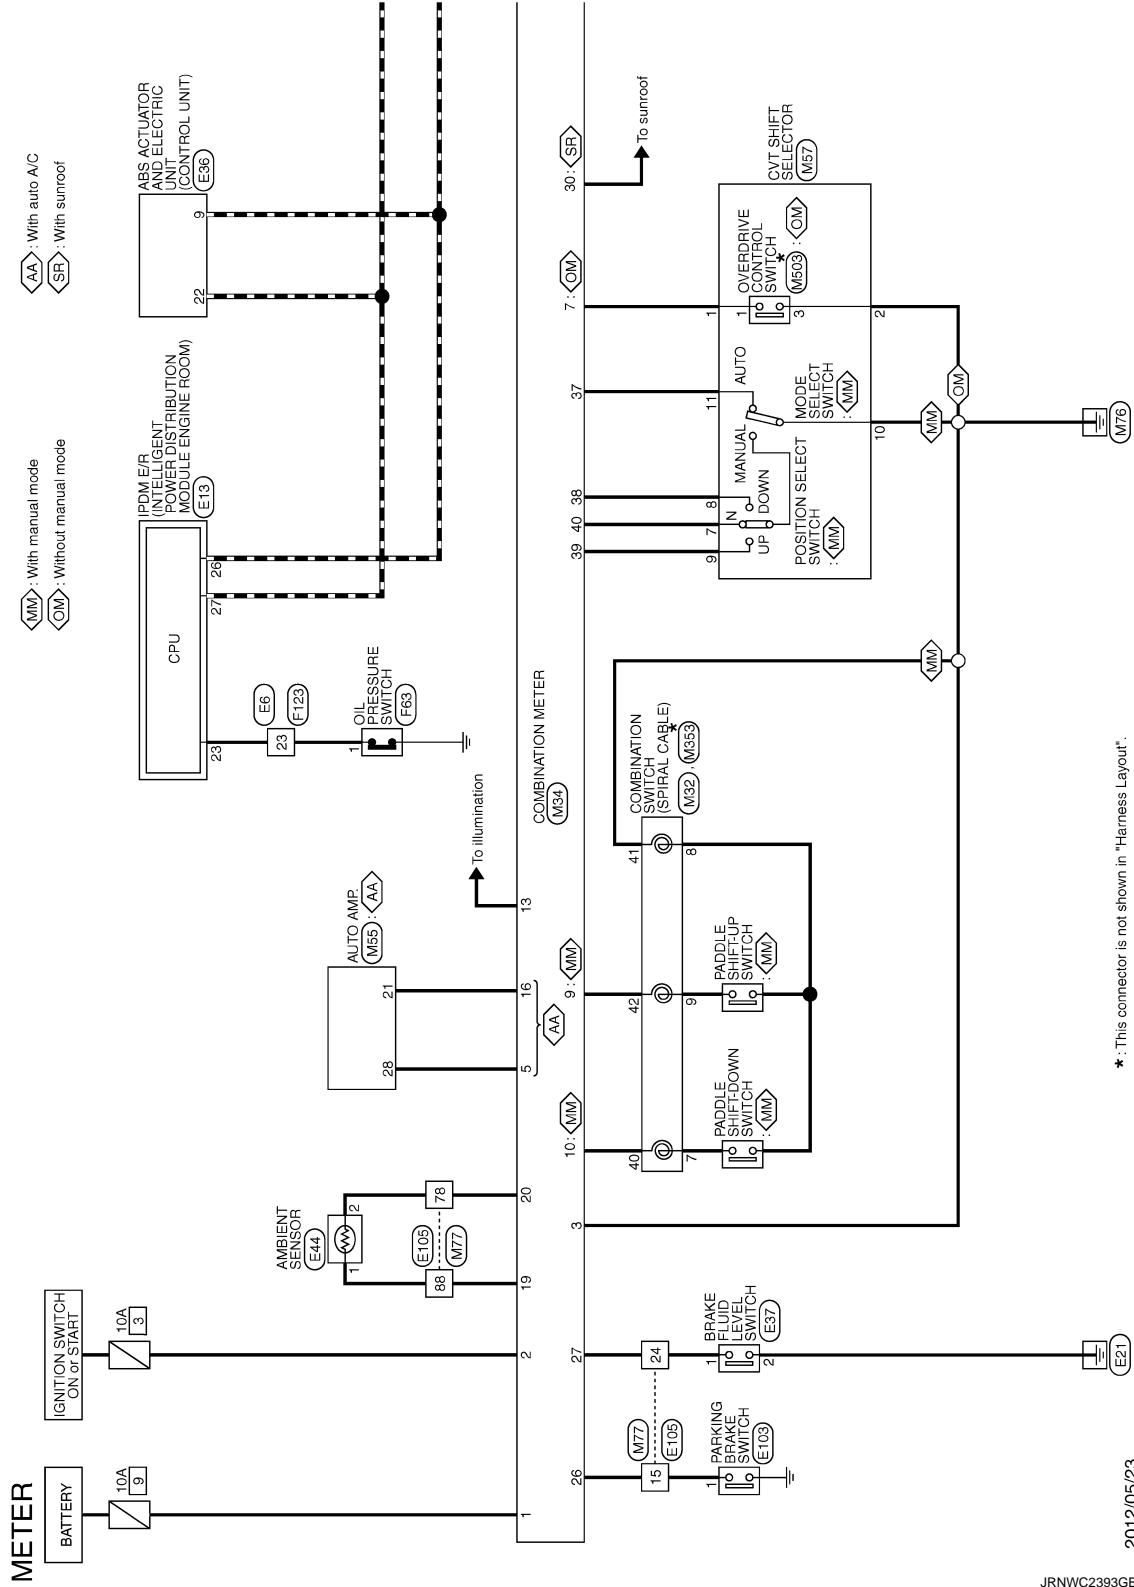 METER
BATTERY
10A
9
IGNITION SWITCH
ON or START
10A
3
AMBIENT
SENSOR
E44
1
2
E105
M77
88
78
AUTO AMP.
M55 : AA
28
21
To illumination
MM : With manual mode
OM : Without manual mode
AA : With auto A/C
SR : With sunroof
IPDM E/R
(INTELLIGENT
POWER DISTRIBUTION
MODULE ENGINE ROOM)
E13
CPU
23
27
26
E6
F123
23
OIL
PRESSURE
SWITCH
F63
1
ABS ACTUATOR
AND ELECTRIC
UNIT
(CONTROL UNIT)
E36
22
9
1
2
19
20
5
16
AA
13
COMBINATION METER
M34
26
27
3
10 : MM
9 : MM
39
40
38
37
7 : OM
30 : SR
To sunroof
M77
E105
15
24
PARKING
BRAKE
SWITCH
E103
1
BRAKE
FLUID
LEVEL
SWITCH
E37
1
2
E21
COMBINATION
SWITCH
(SPIRAL CABLE)
M32 , M353 *
40
42
41
7
9
8
PADDLE
SHIFT-DOWN
SWITCH
: MM
PADDLE
SHIFT-UP
SWITCH
: MM
MM
CVT SHIFT
SELECTOR
M57
9
7
8
11
1
UP
N
DOWN
MANUAL
AUTO
POSITION SELECT
SWITCH
: MM
MODE
SELECT
SWITCH
: MM
OVERDRIVE
CONTROL
SWITCH
M503 * : OM
1
3
10
2
MM
OM
M76
* : This connector is not shown in "Harness Layout".
2012/05/23
JRNWC2393GE